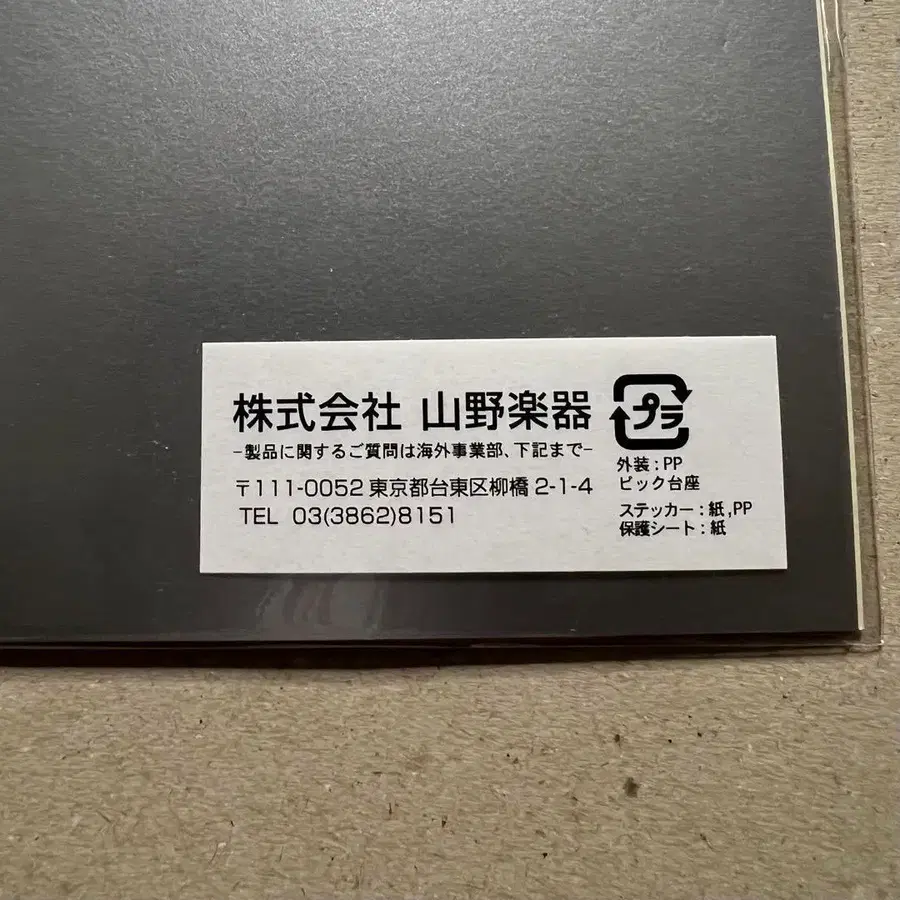 株式会社 山野楽器
-製品に関するご質問は海外事業部、下記まで-
〒111-0052 東京都台東区柳橋 2-1-4
TEL 03(3862)8151
プラ
外装 : PP
ピック台座
ステッカー : 紙 ,PP
保護シート : 紙